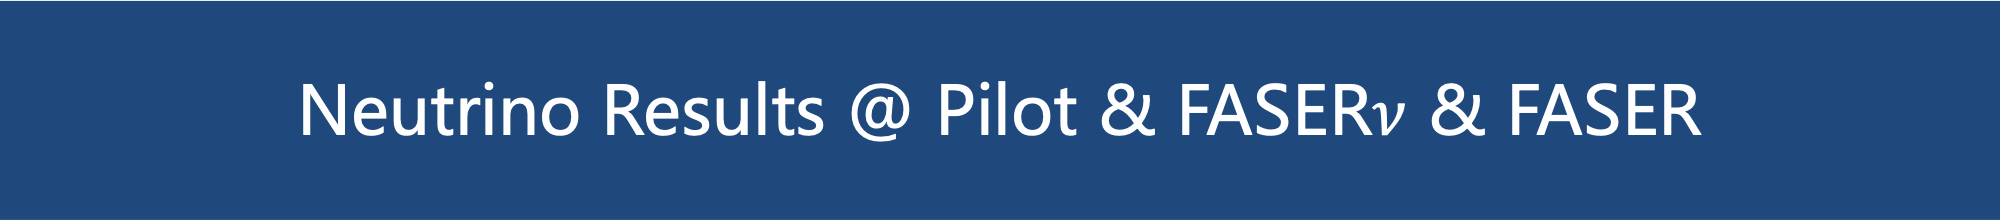 Neutrino Results @ Pilot & FASER𝜈 & FASER